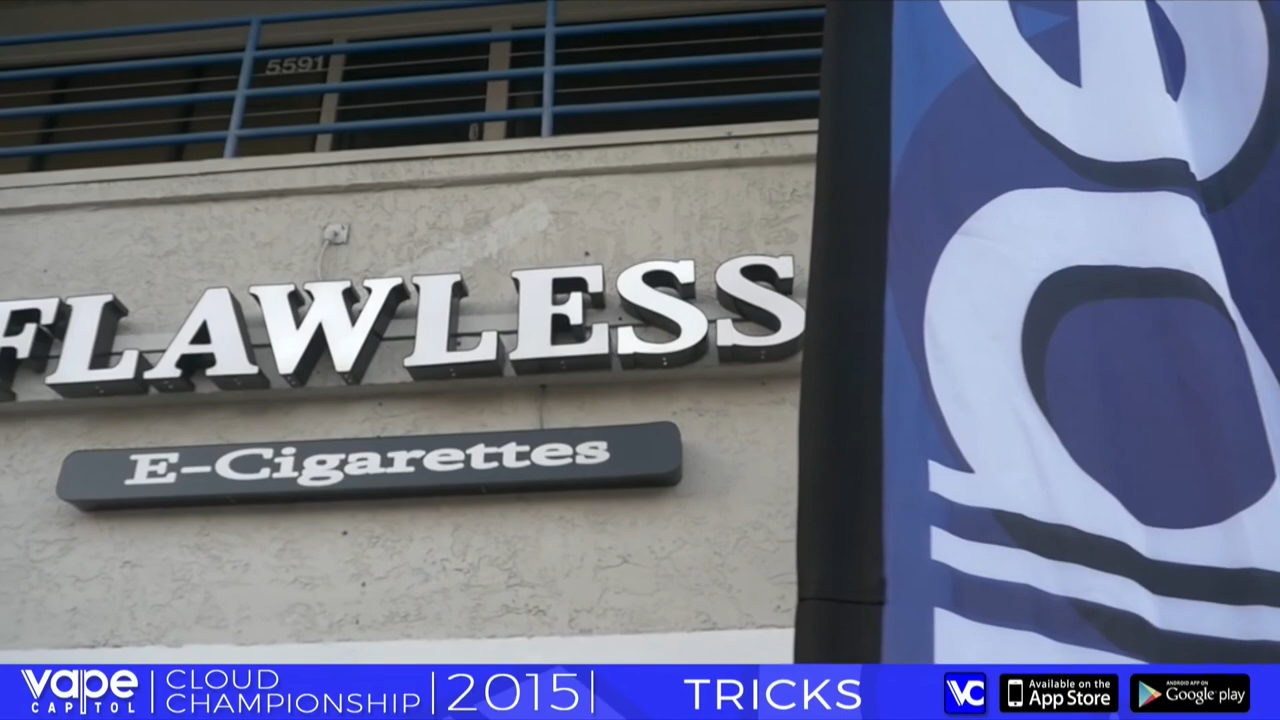 5591
FLAWLESS
E-Cigarettes
vape
CAPITOL
CLOUD
CHAMPIONSHIP
2015
TRICKS
VC
Available on the
App Store
ANDROID APP ON
Google play